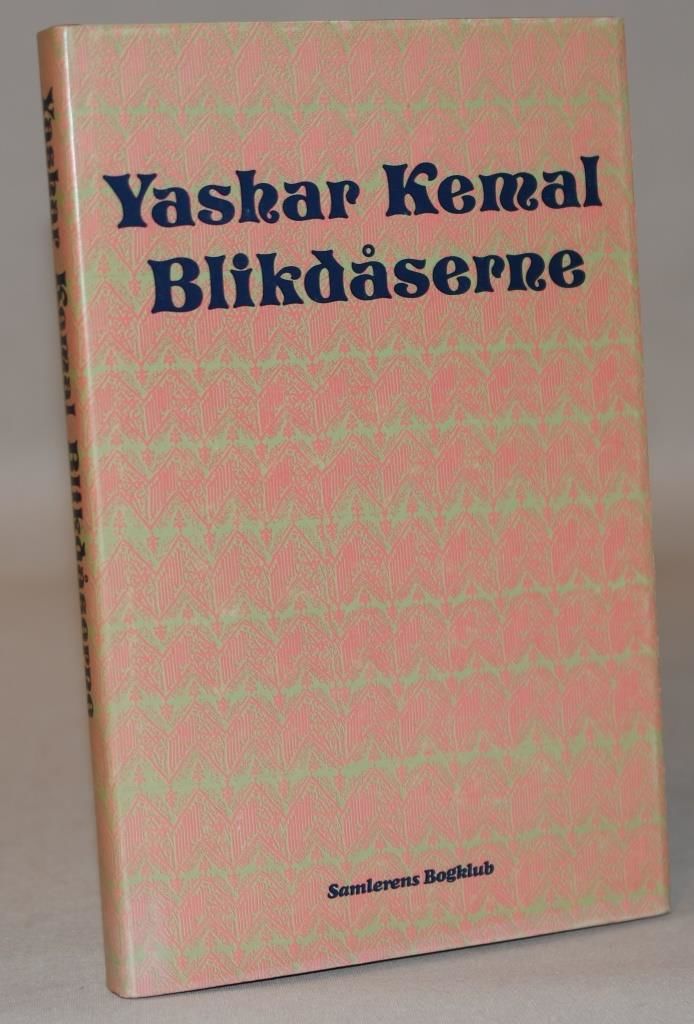 Yashar Kemal
Blikdåserne
Samlerens Bogklub
Yashar Kemal Blikdåserne